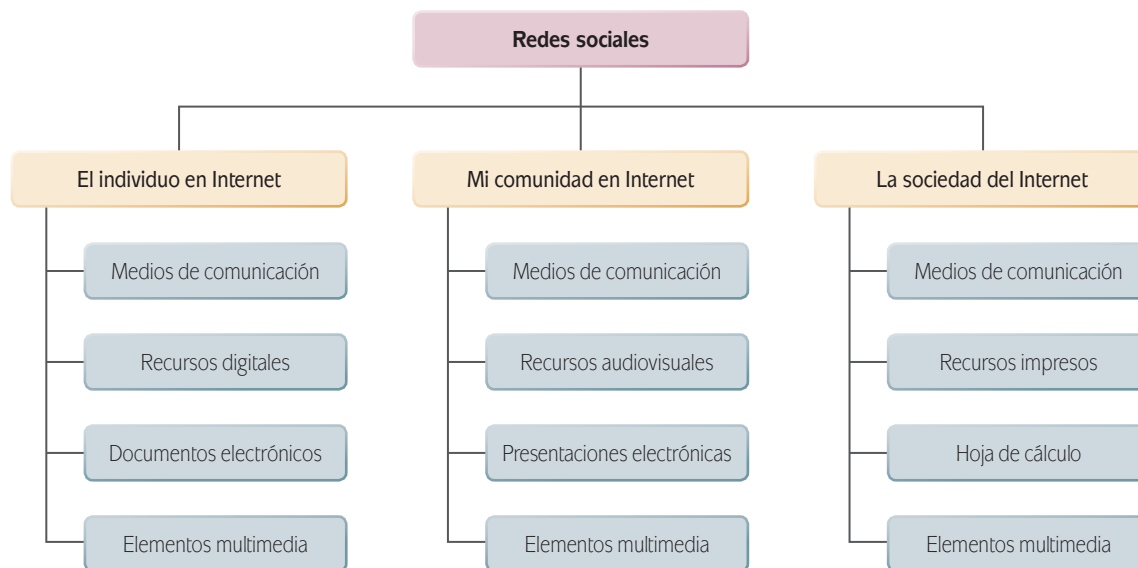 Redes sociales
El individuo en Internet
Medios de comunicación
Recursos digitales
Documentos electrónicos
Elementos multimedia
Mi comunidad en Internet
Medios de comunicación
Recursos audiovisuales
Presentaciones electrónicas
Elementos multimedia
La sociedad del Internet
Medios de comunicación
Recursos impresos
Hoja de cálculo
Elementos multimedia